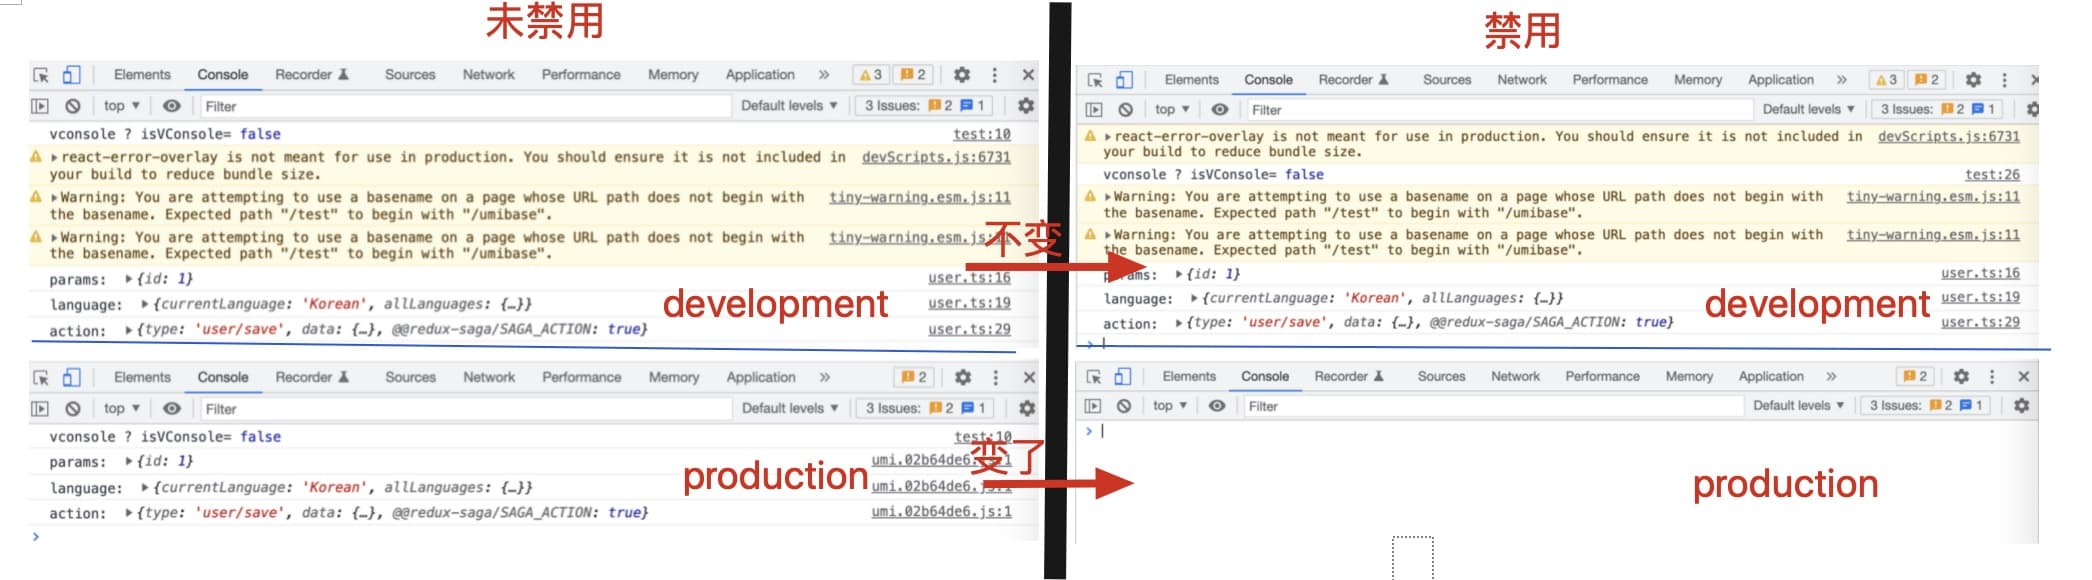 未禁用
禁用
Elements Console Recorder Sources Network Performance Memory Application » 3 2
top ▼ Filter Default levels ▼ 3 Issues: 2 1
vconsole ? isVConsole= false test:10
▸react-error-overlay is not meant for use in production. You should ensure it is not included in devScripts.js:6731
your build to reduce bundle size.
▸Warning: You are attempting to use a basename on a page whose URL path does not begin with tiny-warning.esm.js:11
the basename. Expected path "/test" to begin with "/umibase".
▸Warning: You are attempting to use a basename on a page whose URL path does not begin with tiny-warning.esm.js:11
the basename. Expected path "/test" to begin with "/umibase".
params: ▸{id: 1} user.ts:16
language: ▸{currentLanguage: 'Korean', allLanguages: {…}} user.ts:19
action: ▸{type: 'user/save', data: {…}, @@redux-saga/SAGA_ACTION: true} user.ts:29
development
不变
Elements Console Recorder Sources Network Performance Memory Application » 3 2
top ▼ Filter Default levels ▼ 3 Issues: 2 1
▸react-error-overlay is not meant for use in production. You should ensure it is not included in devScripts.js:6731
your build to reduce bundle size.
vconsole ? isVConsole= false test:26
▸Warning: You are attempting to use a basename on a page whose URL path does not begin with tiny-warning.esm.js:11
the basename. Expected path "/test" to begin with "/umibase".
▸Warning: You are attempting to use a basename on a page whose URL path does not begin with tiny-warning.esm.js:11
the basename. Expected path "/test" to begin with "/umibase".
params: ▸{id: 1} user.ts:16
language: ▸{currentLanguage: 'Korean', allLanguages: {…}} user.ts:19
action: ▸{type: 'user/save', data: {…}, @@redux-saga/SAGA_ACTION: true} user.ts:29
development
Elements Console Recorder Sources Network Performance Memory Application » 2
top ▼ Filter Default levels ▼ 3 Issues: 2 1
vconsole ? isVConsole= false test:10
params: ▸{id: 1} umi.02b64de6.js:1
language: ▸{currentLanguage: 'Korean', allLanguages: {…}} umi.02b64de6.js:1
action: ▸{type: 'user/save', data: {…}, @@redux-saga/SAGA_ACTION: true} umi.02b64de6.js:1
production
变了
Elements Console Recorder Sources Network Performance Memory Application » 2
top ▼ Filter Default levels ▼ 3 Issues: 2 1
production